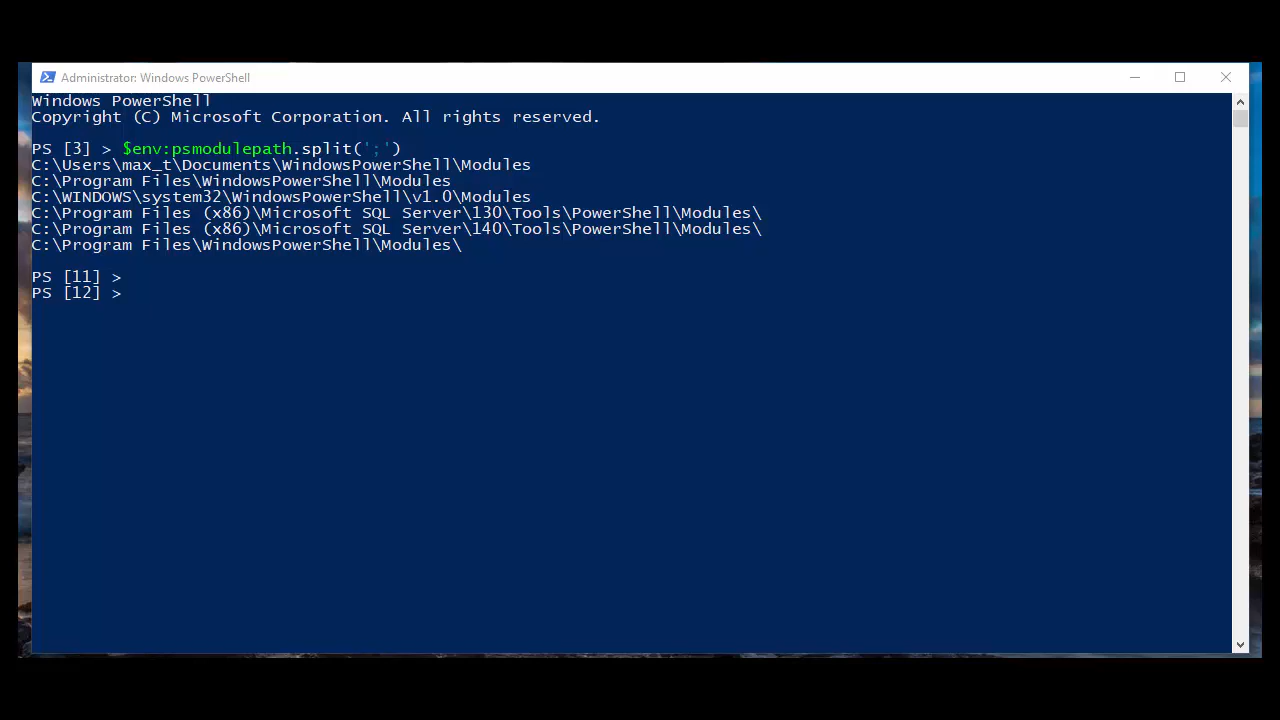 Administrator: Windows PowerShell
Windows PowerShell
Copyright (C) Microsoft Corporation. All rights reserved.
PS [3] > $env:psmodulepath.split(';')
C:\Users\max_t\Documents\WindowsPowerShell\Modules
C:\Program Files\WindowsPowerShell\Modules
C:\WINDOWS\system32\WindowsPowerShell\v1.0\Modules
C:\Program Files (x86)\Microsoft SQL Server\130\Tools\PowerShell\Modules\
C:\Program Files (x86)\Microsoft SQL Server\140\Tools\PowerShell\Modules\
C:\Program Files\WindowsPowerShell\Modules\
PS [11] >
PS [12] >